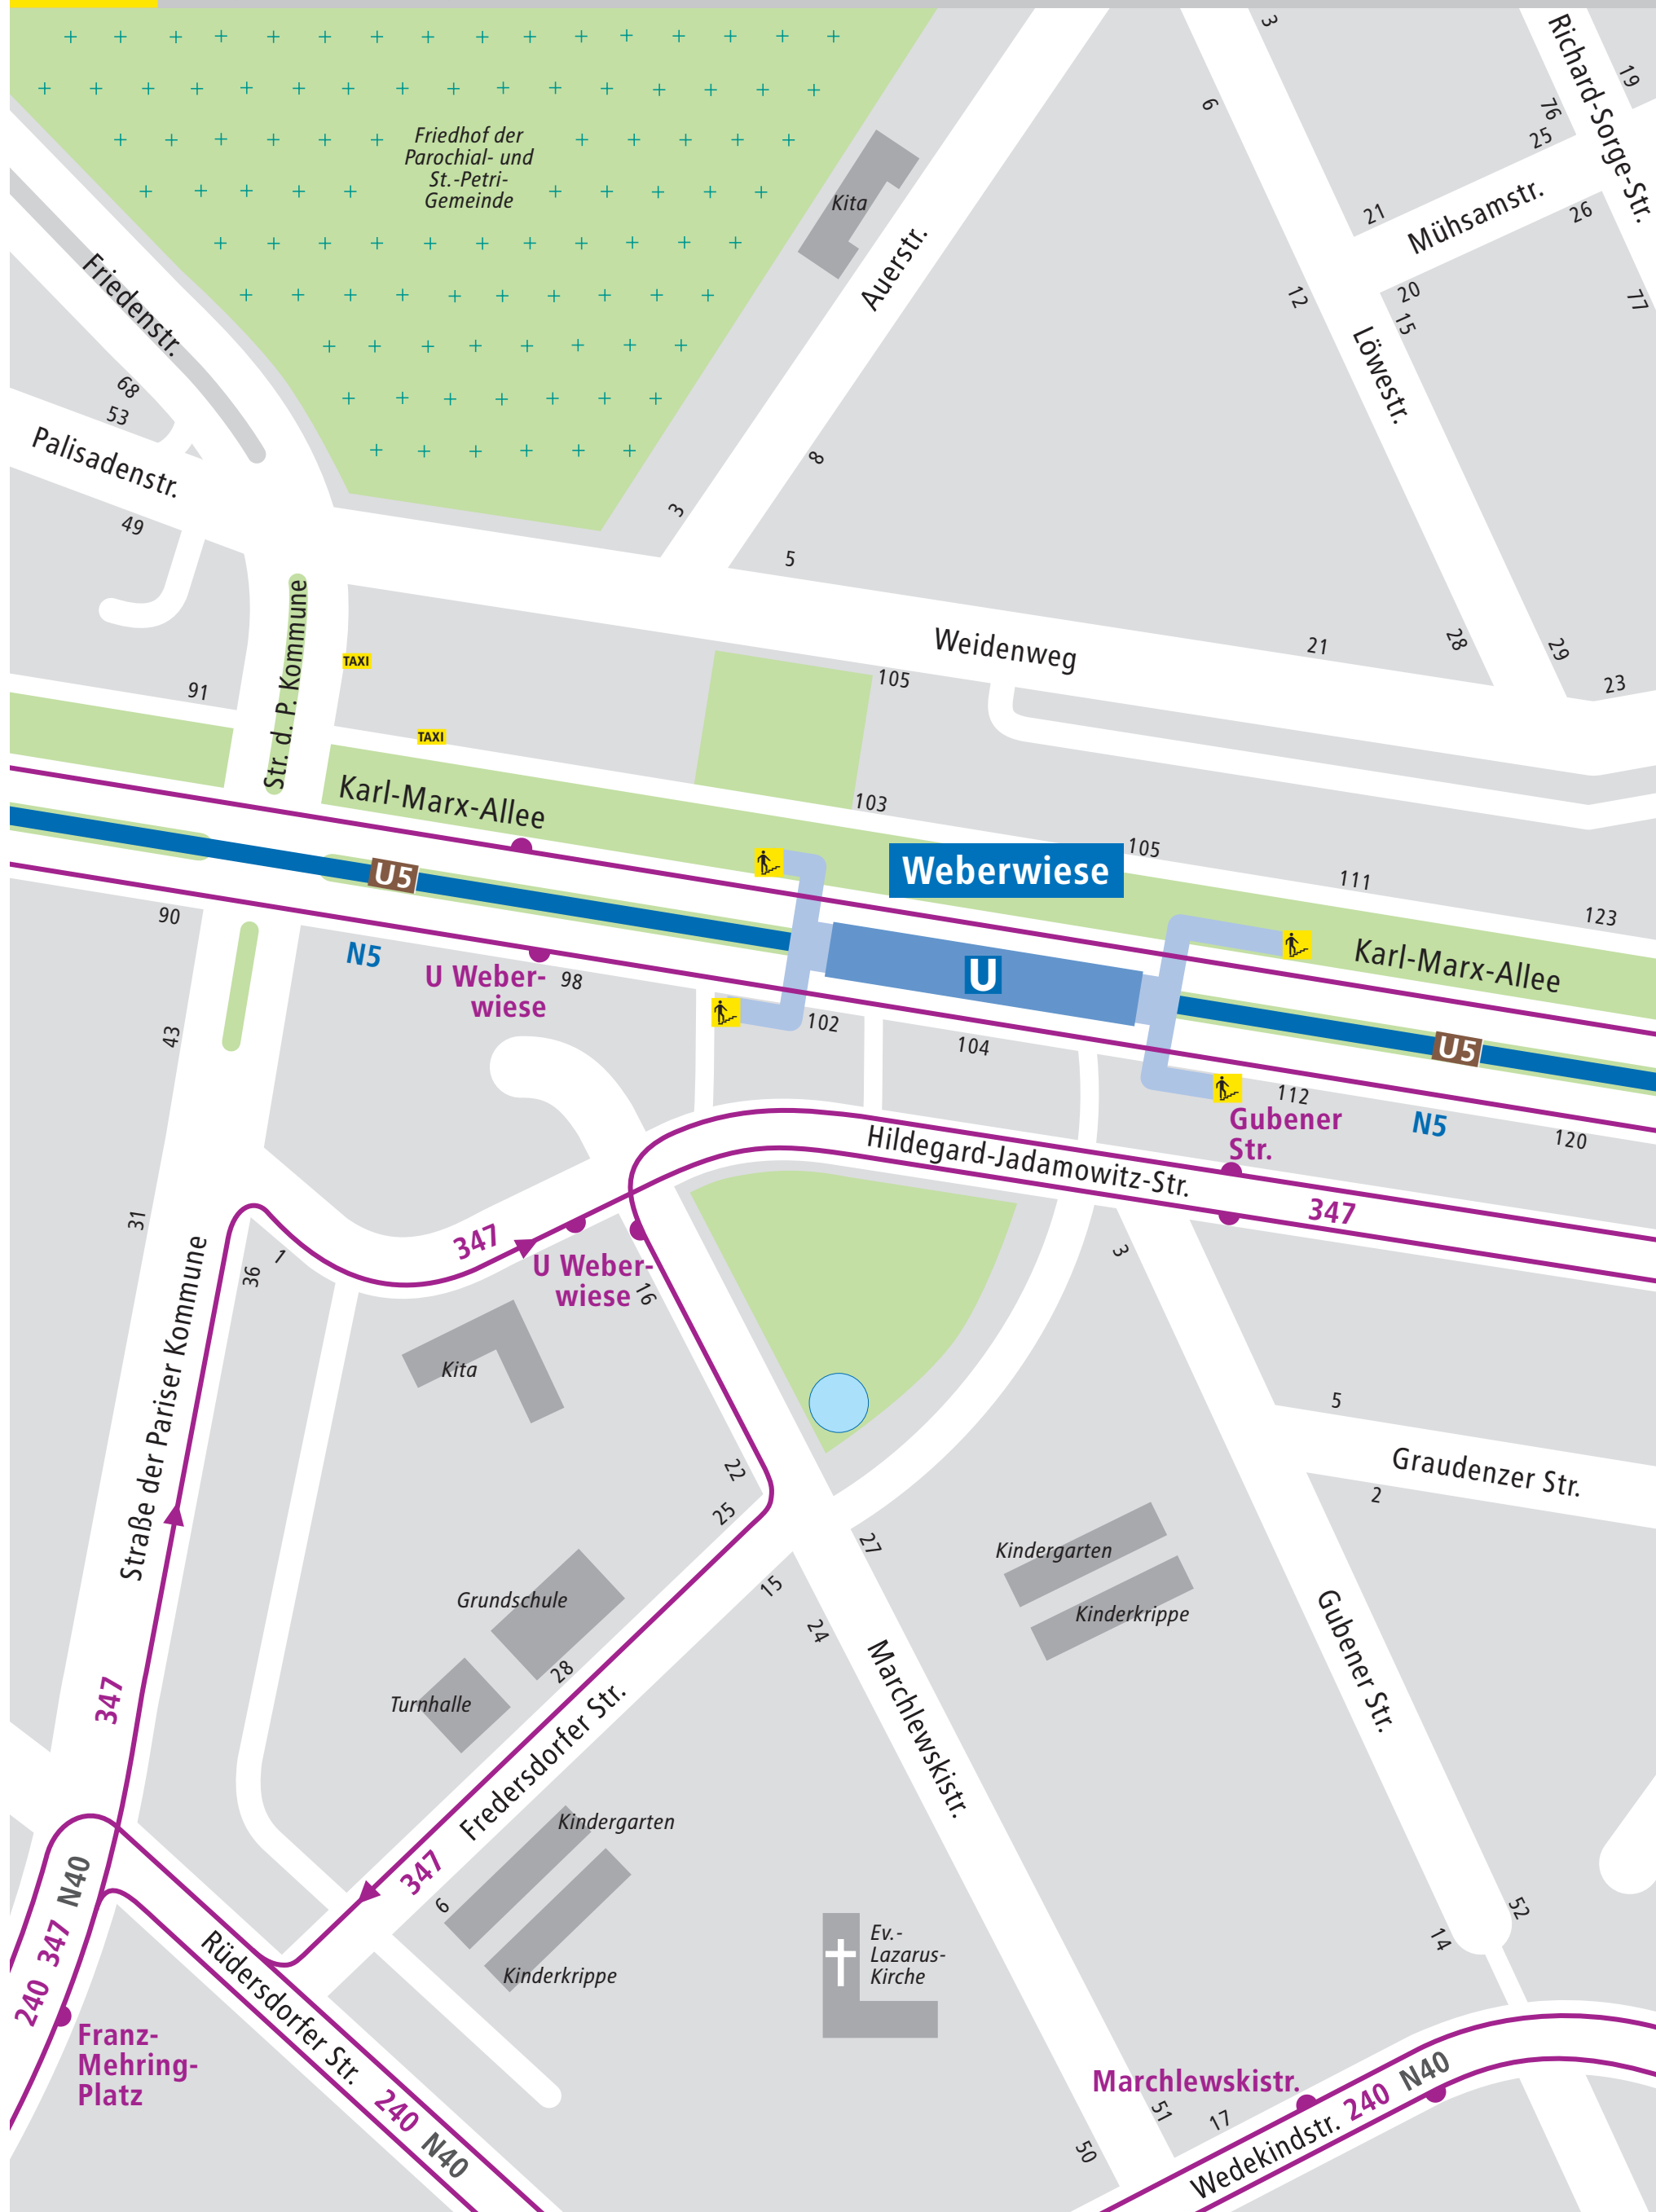 3
Richard-Sorge-Str.
19
76
25
6
Friedhof der
Parochial- und
St.-Petri-
Gemeinde
Kita
21
Mühsamstr.
26
Auerstr.
Friedenstr.
12
20
15
77
Löwestr.
68
53
Palisadenstr.
49
8
3
5
Weidenweg
21
28
29
23
Str. d. P. Kommune
TAXI
105
91
TAXI
Karl-Marx-Allee
103
105
Weberwiese
111
123
U5
90
N5
U Weber-
wiese
98
U
Karl-Marx-Allee
102
104
43
U5
112
N5
120
Gubener
Str.
Hildegard-Jadamowitz-Str.
347
31
1
36
347
U Weber-
wiese
16
3
Kita
Straße der Pariser Kommune
5
Graudenzer Str.
2
22
25
27
15
24
Kindergarten
Kinderkrippe
Grundschule
28
Turnhalle
Marchlewskistr.
Gubener Str.
347
Fredersdorfer Str.
Kindergarten
347
6
Kinderkrippe
N40
347
240
Rüdersdorfer Str.
240
N40
Franz-
Mehring-
Platz
Ev.-
Lazarus-
Kirche
52
14
Marchlewskistr.
51
17
50
Wedekindstr.
240
N40